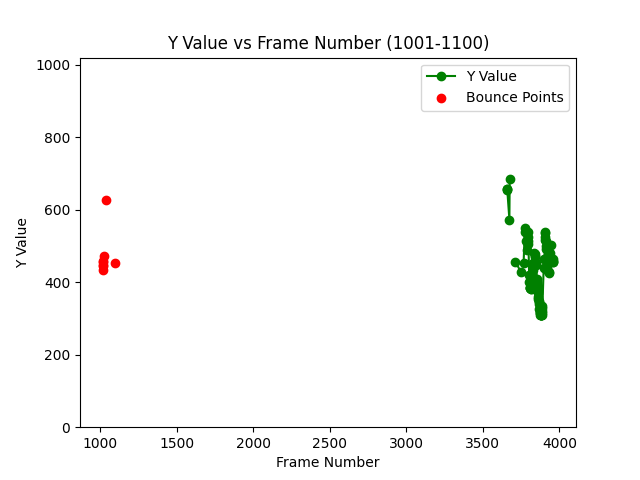 Y Value vs Frame Number (1001-1100)
Y Value
Bounce Points
1000
800
600
400
200
0
Y Value
1000 1500 2000 2500 3000 3500 4000
Frame Number